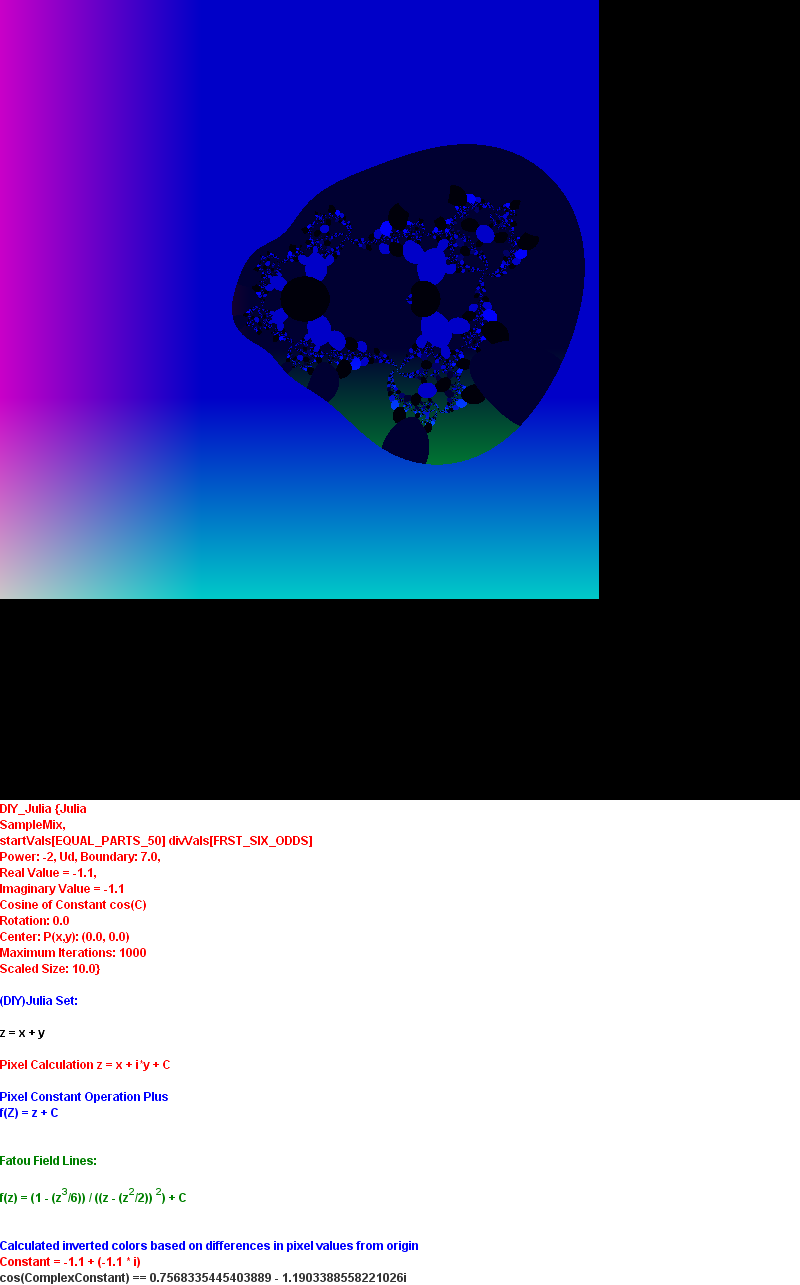 DIY_Julia {Julia
SampleMix,
startVals[EQUAL_PARTS_50] divVals[FRST_SIX_ODDS]
Power: -2, Ud, Boundary: 7.0,
Real Value = -1.1,
Imaginary Value = -1.1
Cosine of Constant cos(C)
Rotation: 0.0
Center: P(x,y): (0.0, 0.0)
Maximum Iterations: 1000
Scaled Size: 10.0}
(DIY)Julia Set:
z = x + y
Pixel Calculation z = x + i*y + C
Pixel Constant Operation Plus
f(Z) = z + C
Fatou Field Lines:
f(z) = (1 - (z^3/6)) / ((z - (z^2/2)) ^2) + C
Calculated inverted colors based on differences in pixel values from origin
Constant = -1.1 + (-1.1 * i)
cos(ComplexConstant) == 0.7568335445403889 - 1.1903388558221026i